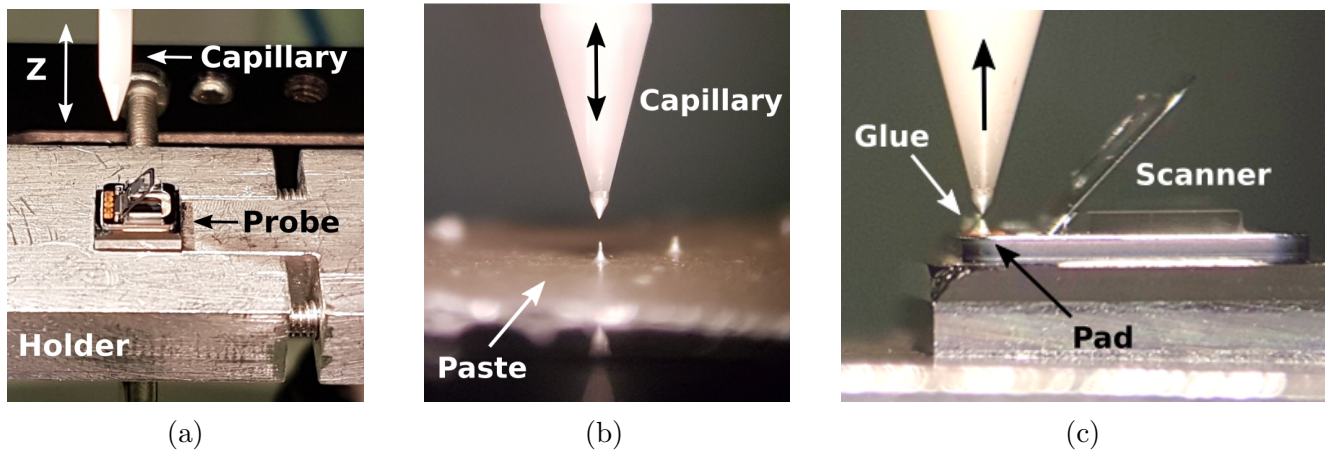 Z
Capillary
Probe
Holder
(a)
Capillary
Paste
(b)
Glue
Scanner
Pad
(c)